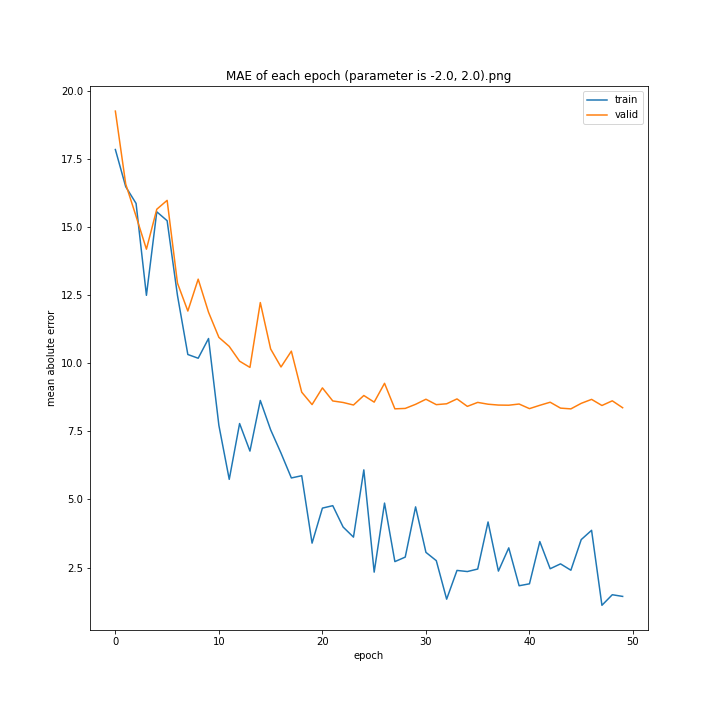 MAE of each epoch (parameter is -2.0, 2.0).png
train
valid
20.0
17.5
15.0
12.5
10.0
7.5
5.0
2.5
mean abolute error
0 10 20 30 40 50
epoch